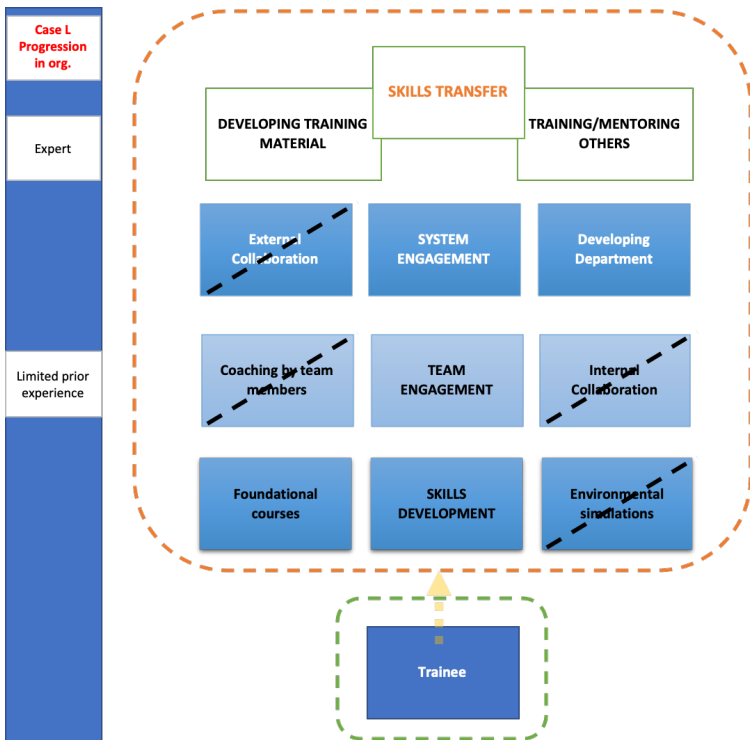 Case L
Progression
in org.
Expert
Limited prior
experience
SKILLS TRANSFER
DEVELOPING TRAINING
MATERIAL
TRAINING/MENTORING
OTHERS
External
Collaboration
SYSTEM
ENGAGEMENT
Developing
Department
Coaching by team
members
TEAM
ENGAGEMENT
Internal
Collaboration
Foundational
courses
SKILLS
DEVELOPMENT
Environmental
simulations
Trainee